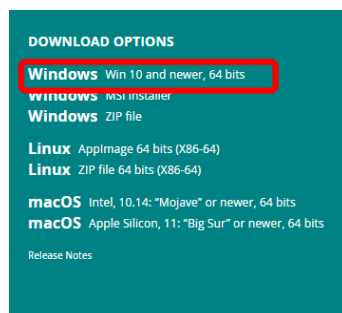 DOWNLOAD OPTIONS
Windows Win 10 and newer, 64 bits
Windows MSI installer
Windows ZIP file
Linux AppImage 64 bits (X86-64)
Linux ZIP file 64 bits (X86-64)
macOS Intel, 10.14: “Mojave” or newer, 64 bits
macOS Apple Silicon, 11: “Big Sur” or newer, 64 bits
Release Notes